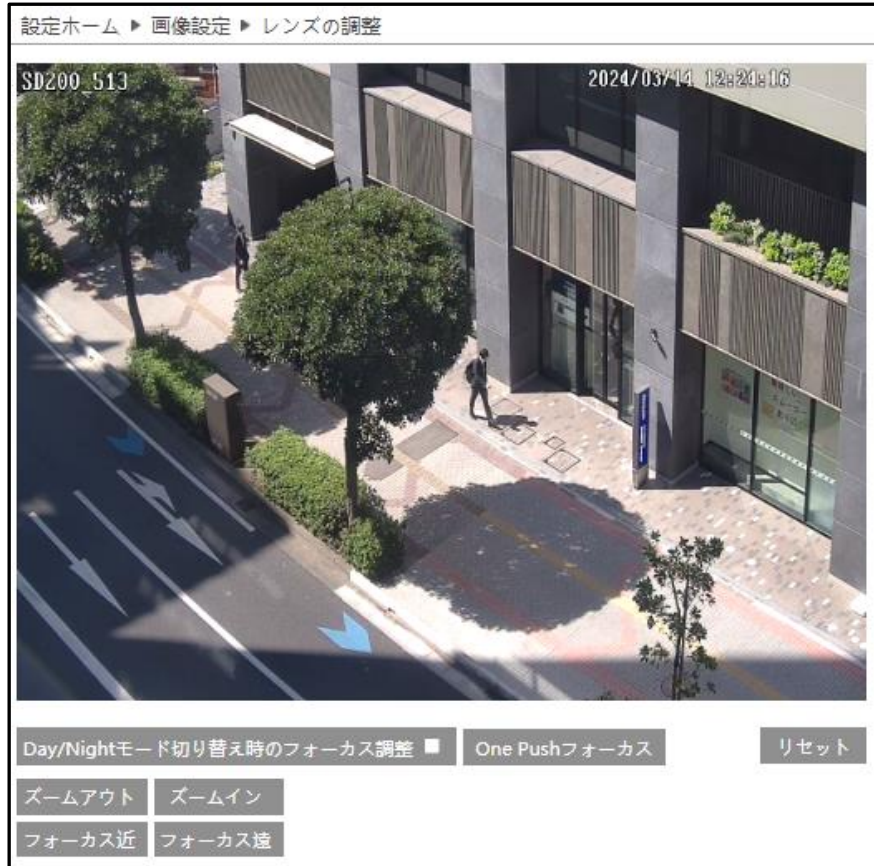 設定ホーム ▶ 画像設定 ▶ レンズの調整
SD200_513
2024/03/14 12:24:16
Day/Nightモード切り替え時のフォーカス調整
One Pushフォーカス
リセット
ズームアウト
ズームイン
フォーカス近
フォーカス遠